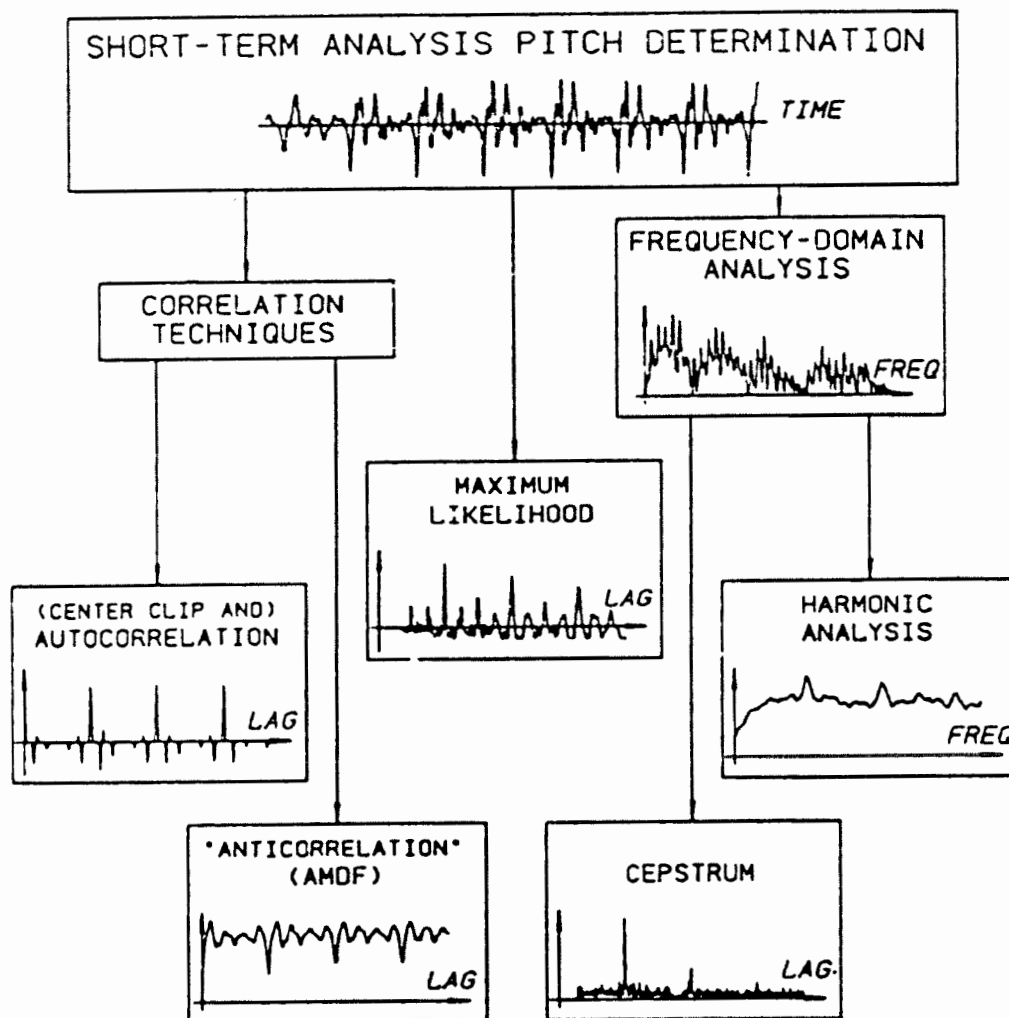 SHORT-TERM ANALYSIS PITCH DETERMINATION
TIME
FREQUENCY-DOMAIN
ANALYSIS
FREQ
CORRELATION
TECHNIQUES
MAXIMUM
LIKELIHOOD
LAG
(CENTER CLIP AND)
AUTOCORRELATION
LAG
HARMONIC
ANALYSIS
FREQ
"ANTICORRELATION"
(AMDF)
LAG
CEPSTRUM
LAG.